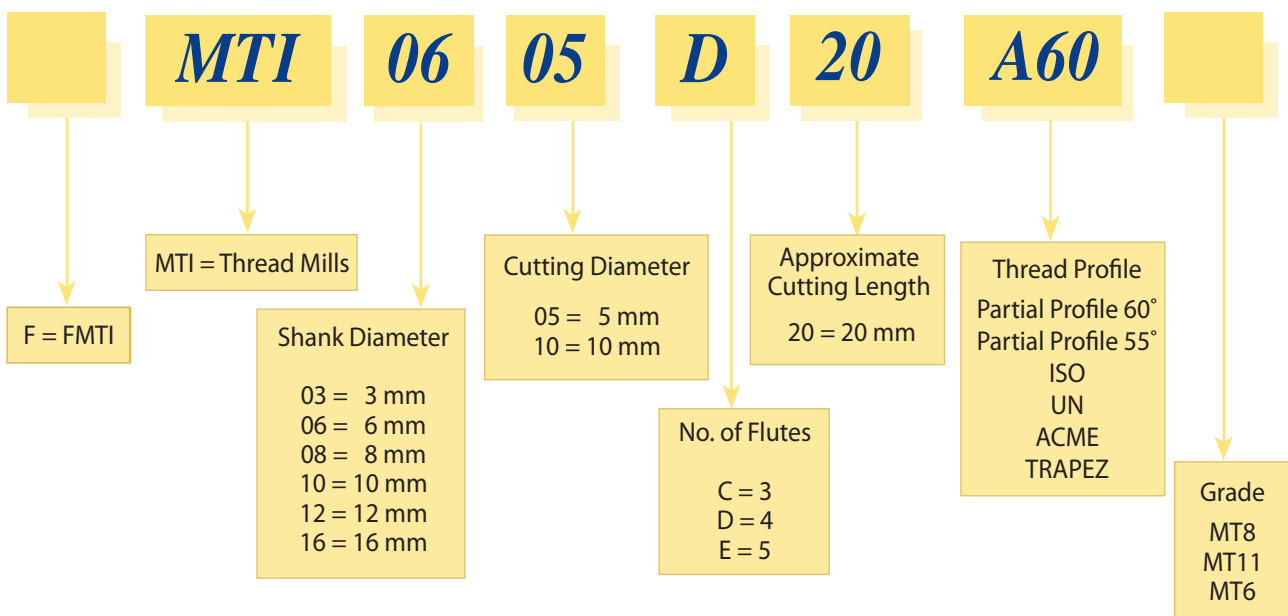 MTI 06 05 D 20 A60
F = FMTI
MTI = Thread Mills
Shank Diameter
03 = 3 mm
06 = 6 mm
08 = 8 mm
10 = 10 mm
12 = 12 mm
16 = 16 mm
Cutting Diameter
05 = 5 mm
10 = 10 mm
No. of Flutes
C = 3
D = 4
E = 5
Approximate
Cutting Length
20 = 20 mm
Thread Profile
Partial Profile 60°
Partial Profile 55°
ISO
UN
ACME
TRAPEZ
Grade
MT8
MT11
MT6